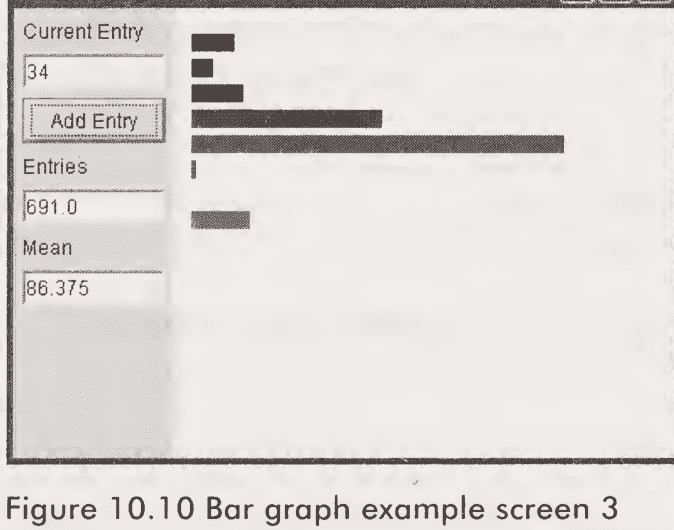 Current Entry
34
Add Entry
Entries
691.0
Mean
86.375
Figure 10.10 Bar graph example screen 3